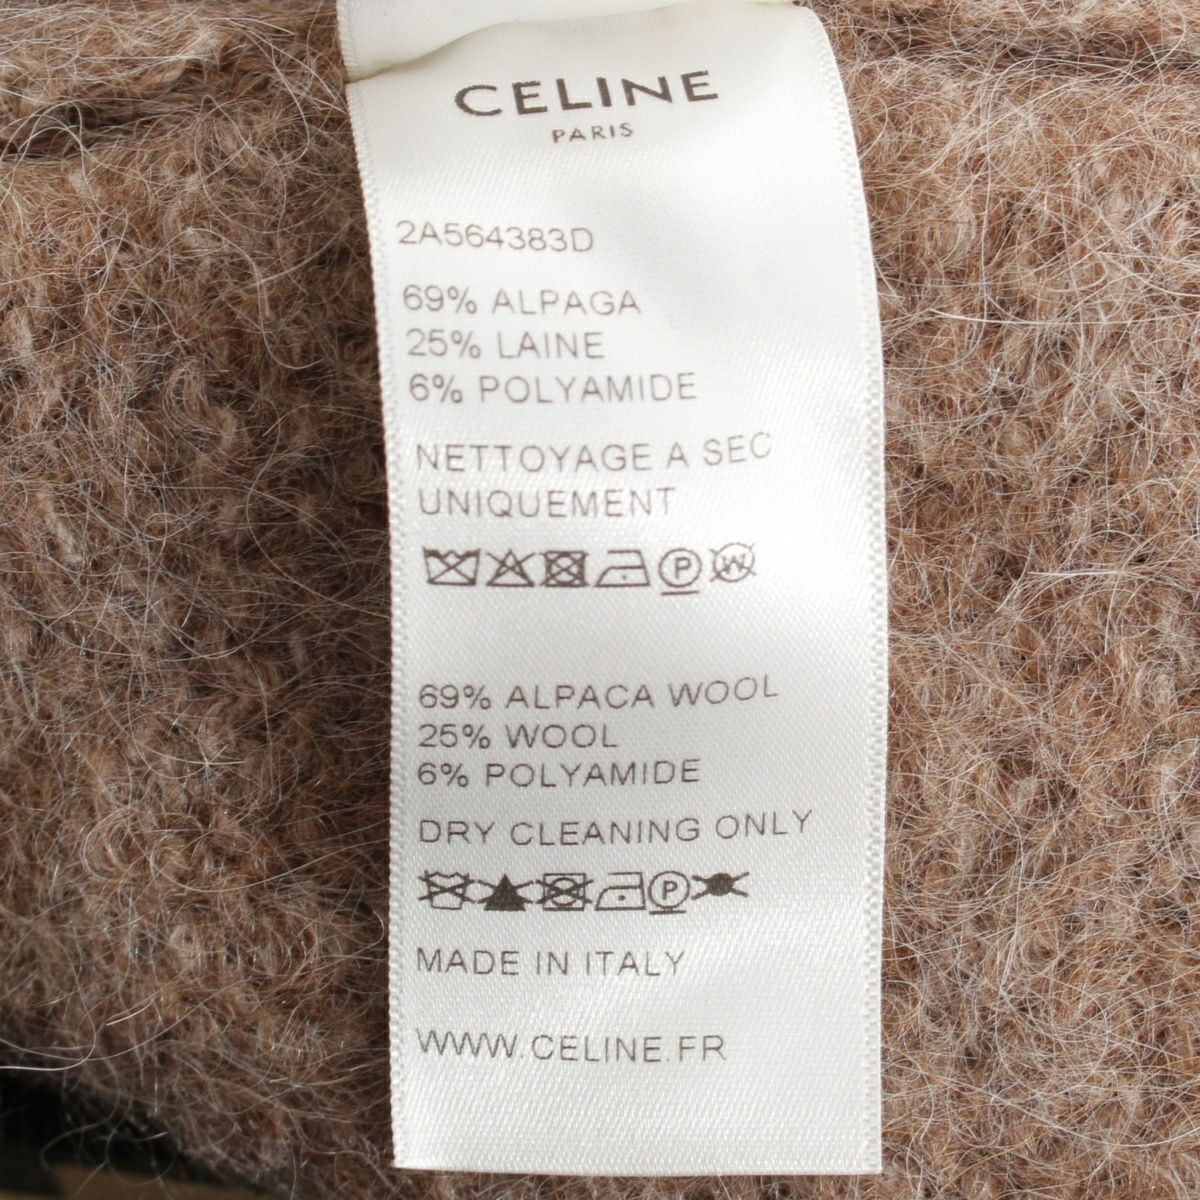 CELINE
PARIS
2A564383D
69% ALPAGA
25% LAINE
6% POLYAMIDE
NETTOYAGE A SEC
UNIQUEMENT
P W
69% ALPACA WOOL
25% WOOL
6% POLYAMIDE
DRY CLEANING ONLY
P
MADE IN ITALY
WWW.CELINE.FR